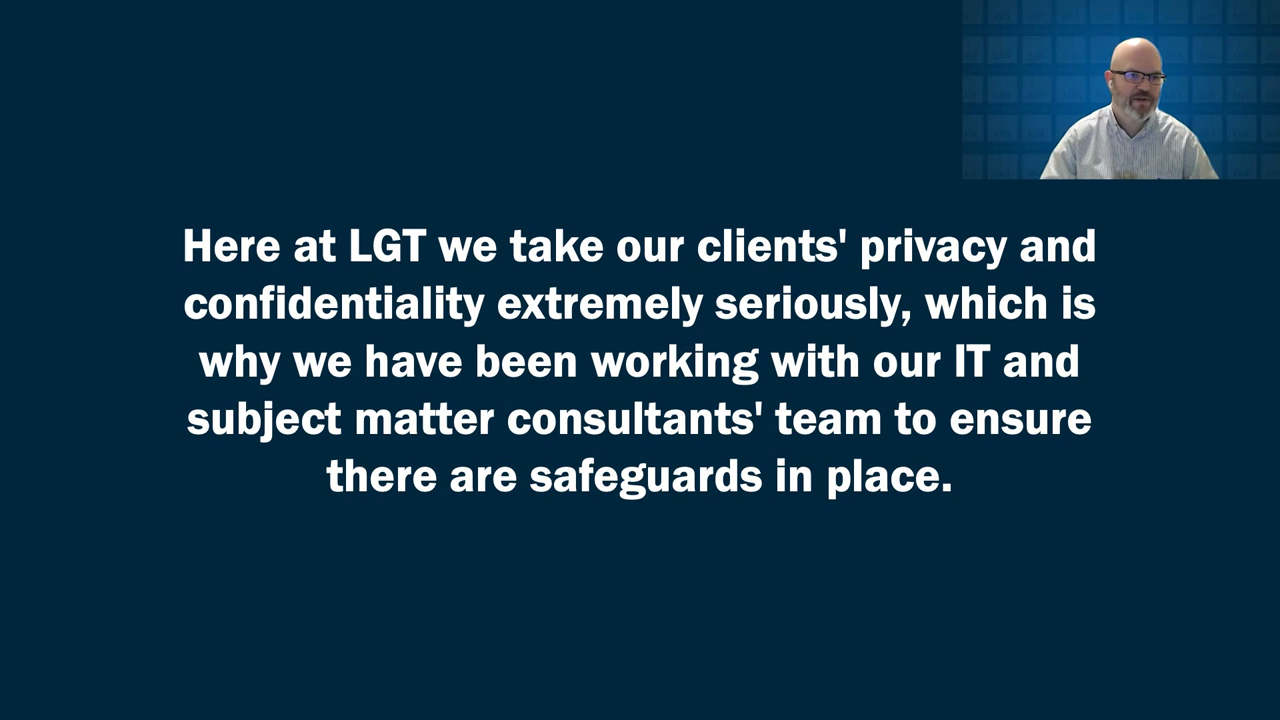 Here at LGT we take our clients' privacy and
confidentiality extremely seriously, which is
why we have been working with our IT and
subject matter consultants' team to ensure
there are safeguards in place.